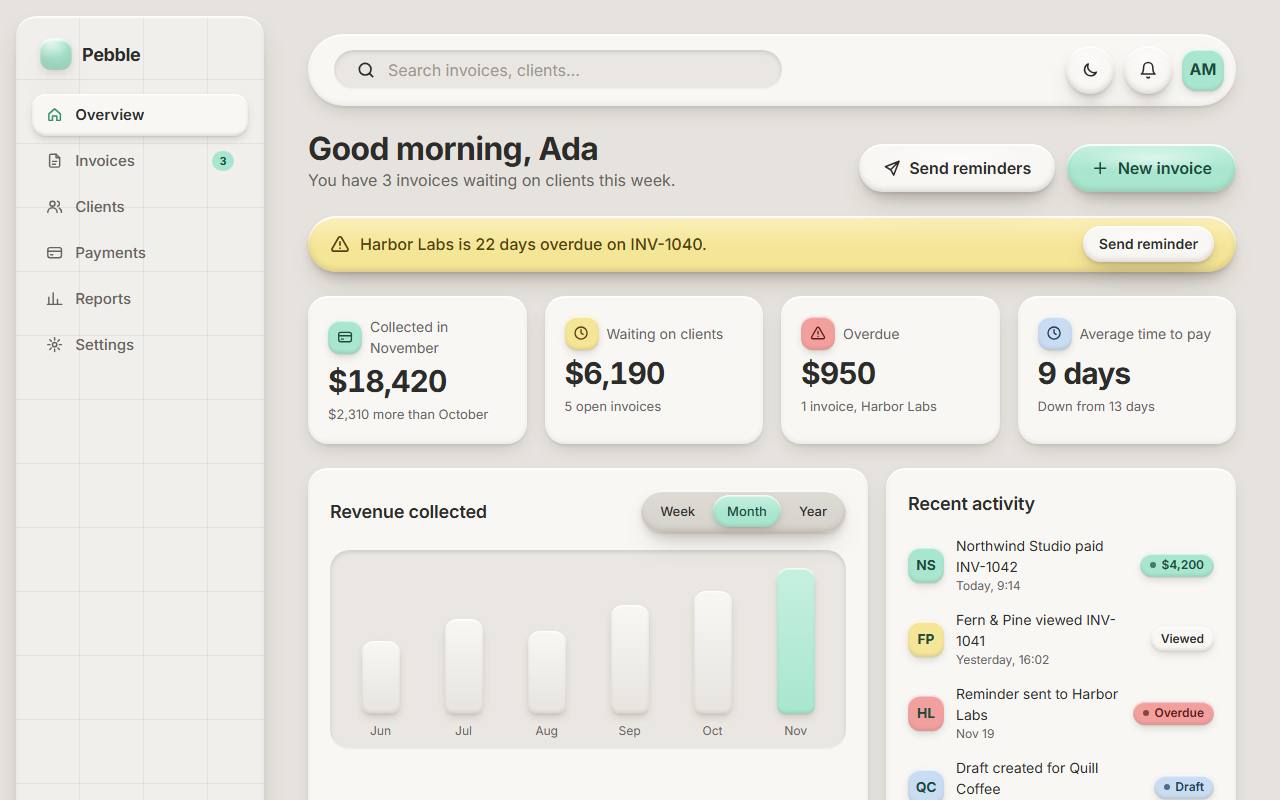 Pebble
Overview
Invoices
3
Clients
Payments
Reports
Settings
Search invoices, clients...
AM
Good morning, Ada
You have 3 invoices waiting on clients this week.
Send reminders
New invoice
Harbor Labs is 22 days overdue on INV-1040.
Send reminder
Collected in
November
$18,420
$2,310 more than October
Waiting on clients
$6,190
5 open invoices
Overdue
$950
1 invoice, Harbor Labs
Average time to pay
9 days
Down from 13 days
Revenue collected
Week
Month
Year
Jun
Jul
Aug
Sep
Oct
Nov
Recent activity
NS
Northwind Studio paid
INV-1042
Today, 9:14
$4,200
FP
Fern & Pine viewed INV-
1041
Yesterday, 16:02
Viewed
HL
Reminder sent to Harbor
Labs
Nov 19
Overdue
QC
Draft created for Quill
Coffee
Draft